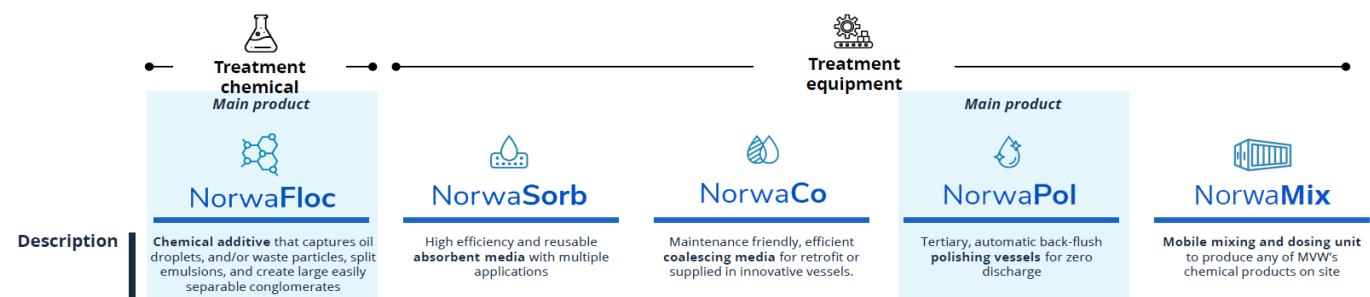 Treatment
chemical
Treatment
equipment
Main product
Main product
NorwaFloc
NorwaSorb
NorwaCo
NorwaPol
NorwaMix
Description
Chemical additive that captures oil
droplets, and/or waste particles, split
emulsions, and create large easily
separable conglomerates
High efficiency and reusable
absorbent media with multiple
applications
Maintenance friendly, efficient
coalescing media for retrofit or
supplied in innovative vessels.
Tertiary, automatic back-flush
polishing vessels for zero
discharge
Mobile mixing and dosing unit
to produce any of MVW's
chemical products on site